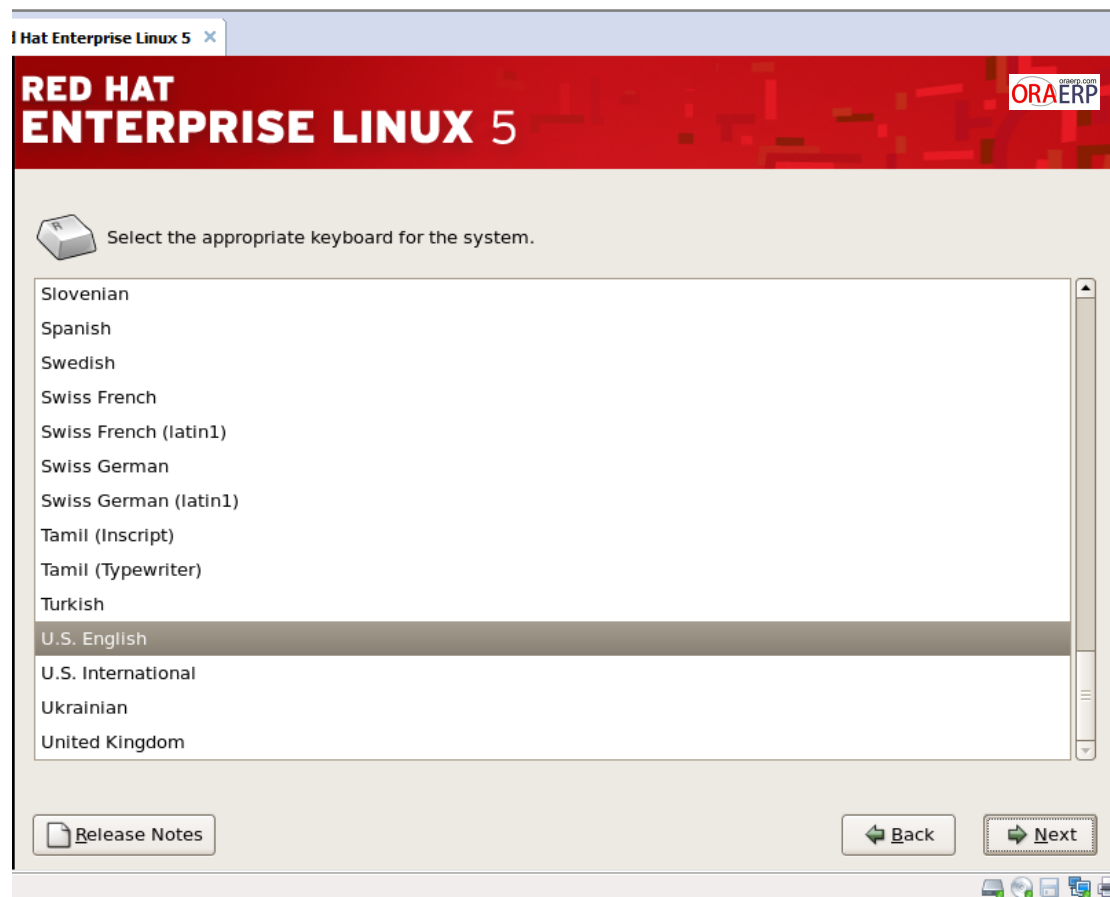 Hat Enterprise Linux 5
RED HAT
ENTERPRISE LINUX 5
oraerp.com
ORAERP
R
Select the appropriate keyboard for the system.
Slovenian
Spanish
Swedish
Swiss French
Swiss French (latin1)
Swiss German
Swiss German (latin1)
Tamil (Inscript)
Tamil (Typewriter)
Turkish
U.S. English
U.S. International
Ukrainian
United Kingdom
Release Notes
Back
Next